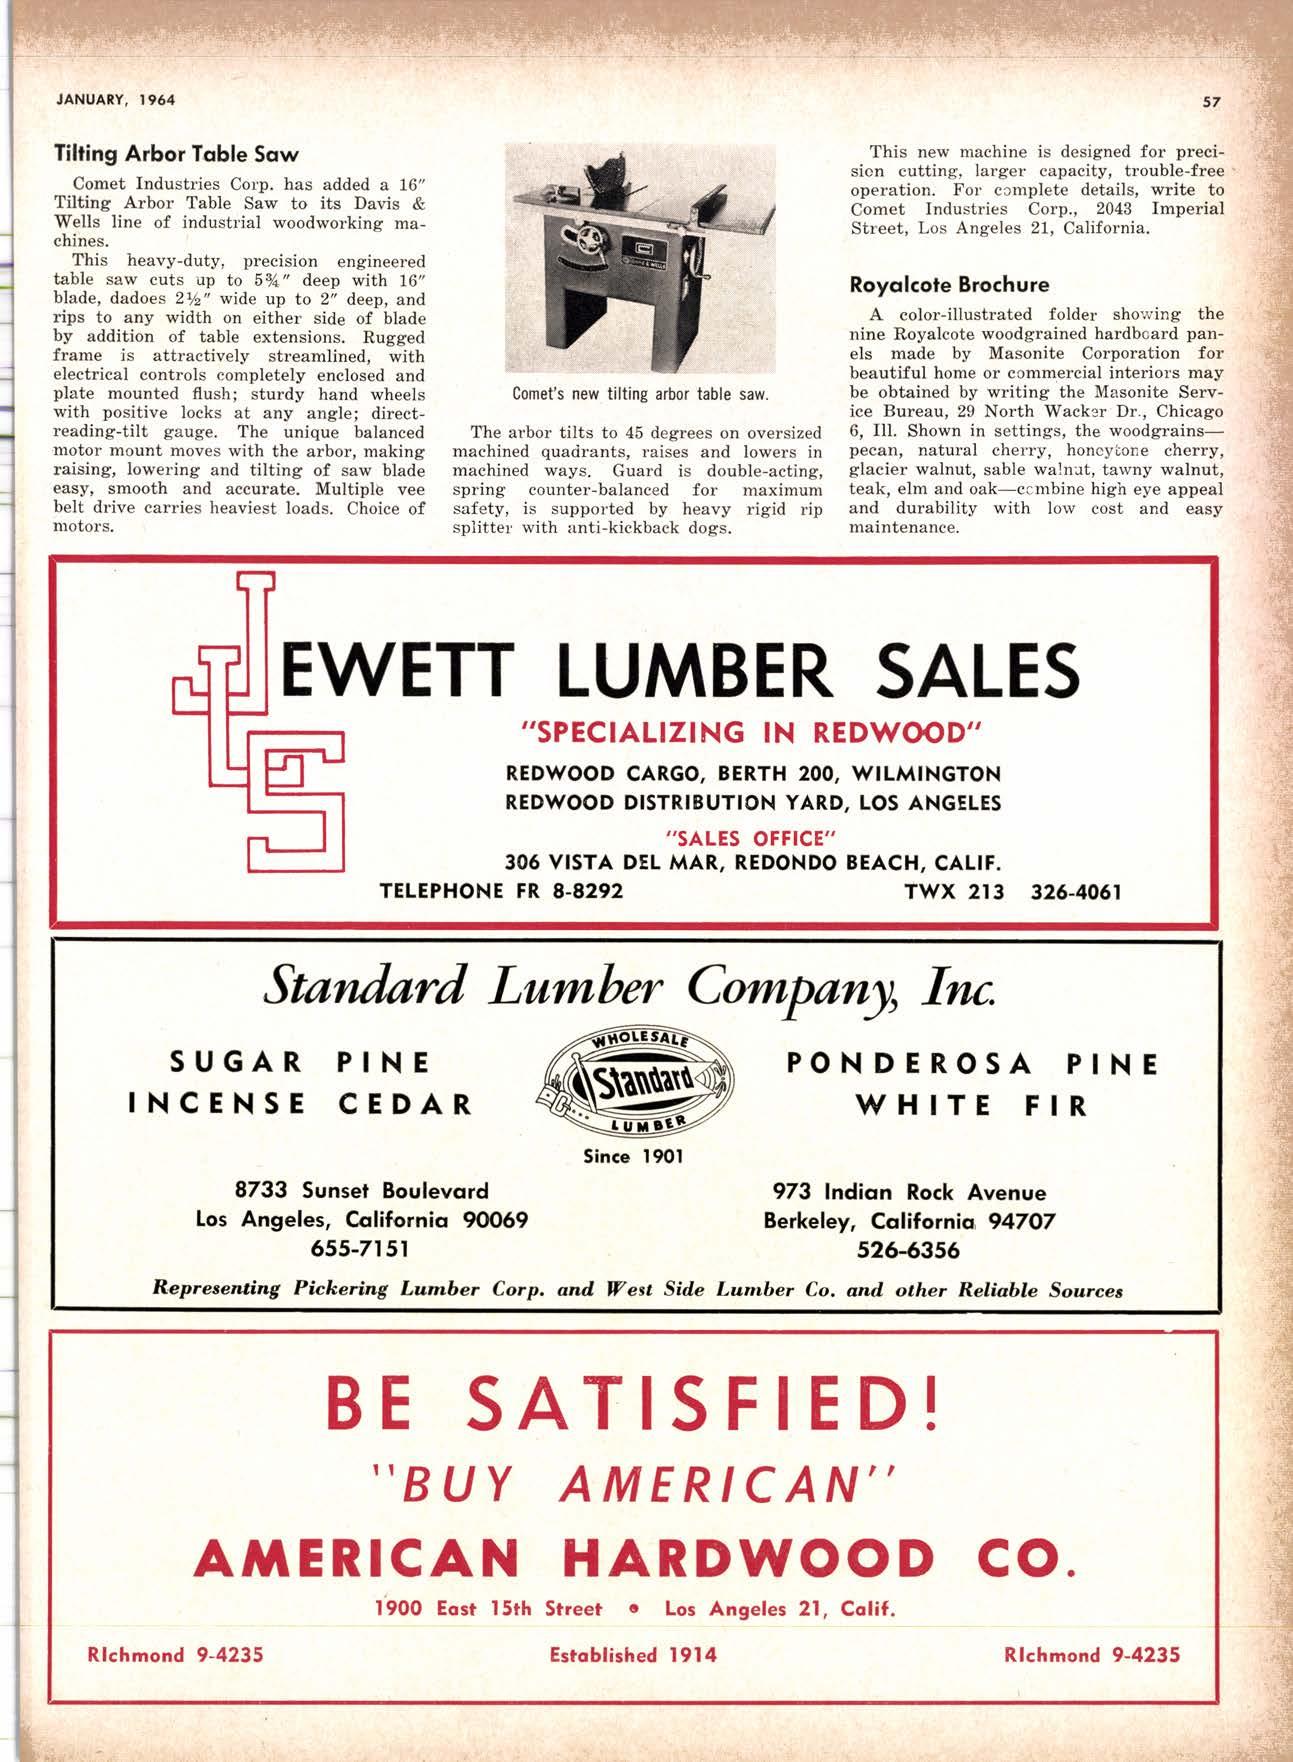 JANUARY, 1964
57
Tilting Arbor Table Saw
Comet Industries Corp. has added a 16″
Tilting Arbor Table Saw to its Davis &
Wells line of industrial woodworking ma-
chines.
This heavy-duty, precision engineered
table saw cuts up to 5¾″ deep with 16″
blade, dadoes 2½″ wide up to 2″ deep, and
rips to any width on either side of blade
by addition of table extensions. Rugged
frame is attractively streamlined, with
electrical controls completely enclosed and
plate mounted flush; sturdy hand wheels
with positive locks at any angle; direct-
reading-tilt gauge. The unique balanced
motor mount moves with the arbor, making
raising, lowering and tilting of saw blade
easy, smooth and accurate. Multiple vee
belt drive carries heaviest loads. Choice of
motors.
Comet's new tilting arbor table saw.
The arbor tilts to 45 degrees on oversized
machined quadrants, raises and lowers in
machined ways. Guard is double-acting,
spring counter-balanced for maximum
safety, is supported by heavy rigid rip
splitter with anti-kickback dogs.
This new machine is designed for preci-
sion cutting, larger capacity, trouble-free
operation. For complete details, write to
Comet Industries Corp., 2043 Imperial
Street, Los Angeles 21, California.
Royalcote Brochure
A color-illustrated folder showing the
nine Royalcote woodgrained hardboard pan-
els made by Masonite Corporation for
beautiful home or commercial interiors may
be obtained by writing the Masonite Serv-
ice Bureau, 29 North Wacker Dr., Chicago
6, Ill. Shown in settings, the woodgrains—
pecan, natural cherry, honeytone cherry,
glacier walnut, sable walnut, tawny walnut,
teak, elm and oak—combine high eye appeal
and durability with low cost and easy
maintenance.
JEWETT LUMBER SALES
JLS
"SPECIALIZING IN REDWOOD"
REDWOOD CARGO, BERTH 200, WILMINGTON
REDWOOD DISTRIBUTION YARD, LOS ANGELES
"SALES OFFICE"
306 VISTA DEL MAR, REDONDO BEACH, CALIF.
TELEPHONE FR 8-8292 TWX 213 326-4061
Standard Lumber Company, Inc.
SUGAR PINE
INCENSE CEDAR
WHOLESALE
Standard
LUMBER
Since 1901
PONDEROSA PINE
WHITE FIR
8733 Sunset Boulevard
Los Angeles, California 90069
655-7151
973 Indian Rock Avenue
Berkeley, California 94707
526-6356
Representing Pickering Lumber Corp. and West Side Lumber Co. and other Reliable Sources
BE SATISFIED!
"BUY AMERICAN"
AMERICAN HARDWOOD CO.
1900 East 15th Street • Los Angeles 21, Calif.
RIchmond 9-4235 Established 1914 RIchmond 9-4235